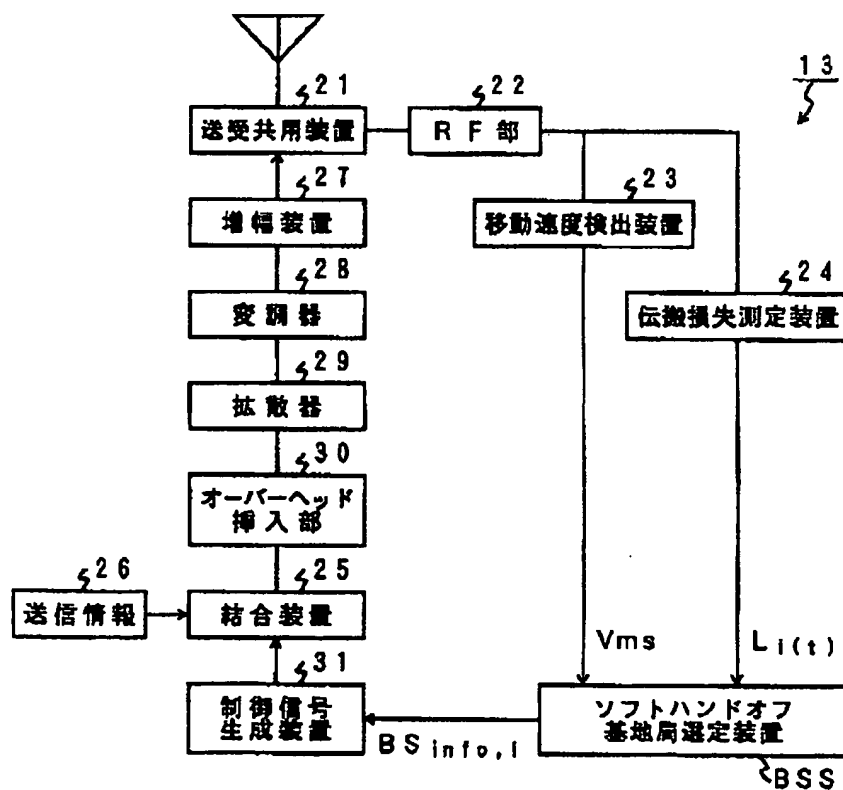 13
21
送受共用装置
22
RF部
27
増幅装置
23
移動速度検出装置
28
変調器
24
伝搬損失測定装置
29
拡散器
30
オーバーヘッド
挿入部
26
送信情報
25
結合装置
Vms
Li(t)
31
制御信号
生成装置
BSinfo,i
ソフトハンドオフ
基地局選定装置
BSS